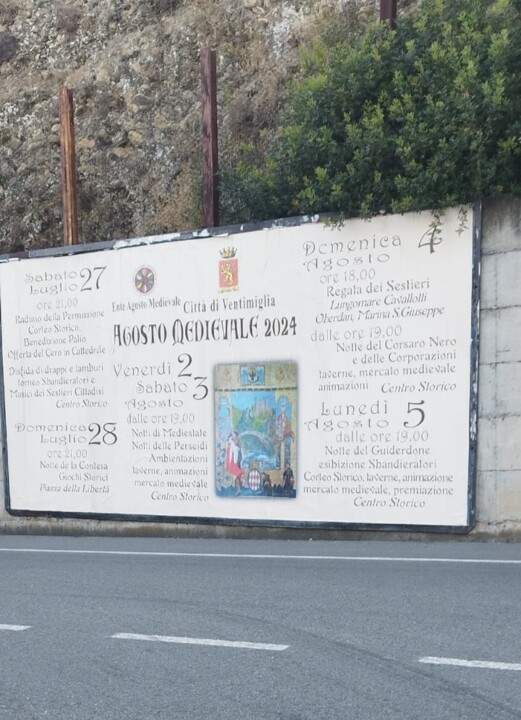 Sabato 27
Luglio
ore 21,00
Raduno della Permissione
Corteo Storico,
Benedizione Palio
Offerta del Cero in Cattedrale
Disfida di drappi e tamburi
torneo Sbandieratori e
Musici dei Sestieri Cittadini
Centro Storico
Domenica 28
Luglio
ore 21,00
Notte de la Contesa
Giochi Storici
Piazza della Libertà
Ente Agosto Medievale
Città di Ventimiglia
AGOSTO MEDIEVALE 2024
Venerdì 2
Sabato 3
Agosto
dalle ore 19,00
Notti di Mediestate
Notti delle Perseidi
Ambientazioni
taverne, animazioni
mercato medievale
Centro Storico
Domenica 4
Agosto
ore 18,00
Regata dei Sestieri
Lungomare Cavallotti
Oberdan, Marina S.Giuseppe
dalle ore 19,00
Notte del Corsaro Nero
e delle Corporazioni
taverne, mercato medievale
animazioni Centro Storico
Lunedì 5
Agosto
dalle ore 19,00
Notte del Guiderdone
esibizione Sbandieratori
Corteo Storico, taverne, animazione
mercato medievale, premiazione
Centro Storico